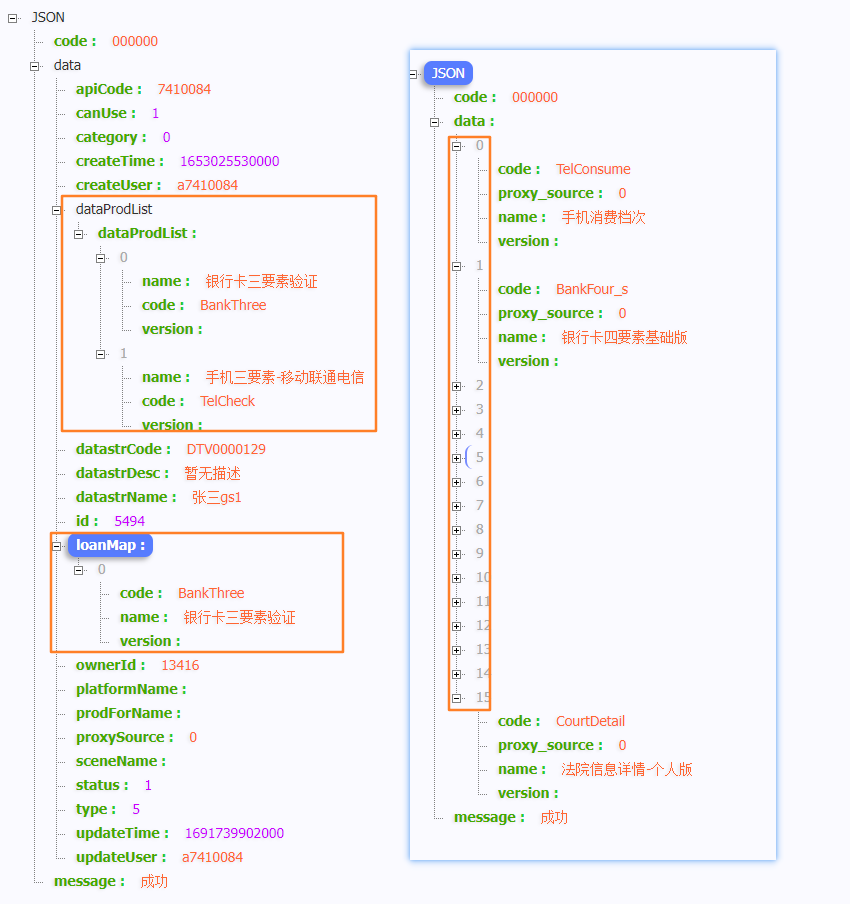 JSON
code : 000000
data
apiCode : 7410084
canUse : 1
category : 0
createTime : 1653025530000
createUser : a7410084
dataProdList
dataProdList :
0
name : 银行卡三要素验证
code : BankThree
version :
1
name : 手机三要素-移动联通电信
code : TelCheck
version :
datastrCode : DTV0000129
datastrDesc : 暂无描述
datastrName : 张三gs1
id : 5494
loanMap :
0
code : BankThree
name : 银行卡三要素验证
version :
ownerId : 13416
platformName :
prodForName :
proxySource : 0
sceneName :
status : 1
type : 5
updateTime : 1691739902000
updateUser : a7410084
message : 成功
JSON
code : 000000
data :
0
code : TelConsume
proxy_source : 0
name : 手机消费档次
version :
1
code : BankFour_s
proxy_source : 0
name : 银行卡四要素基础版
version :
2
3
4
5
6
7
8
9
10
11
12
13
14
15
code : CourtDetail
proxy_source : 0
name : 法院信息详情-个人版
version :
message : 成功